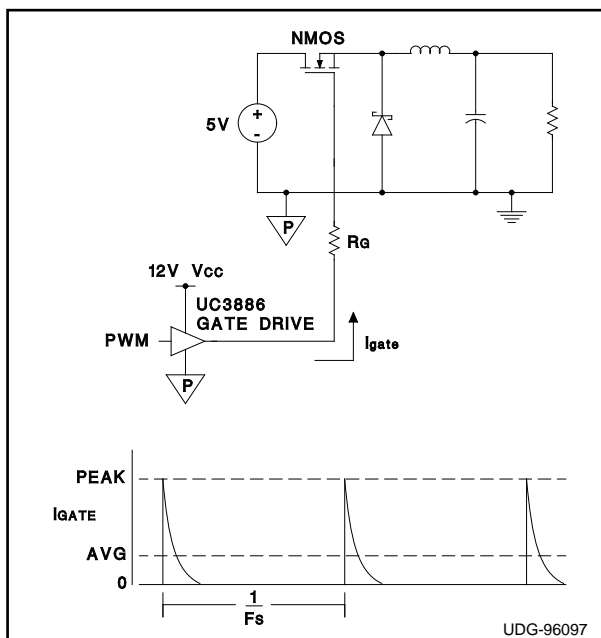 NMOS
+
-
5V
P
RG
12V VCC
UC3886
GATE DRIVE
PWM
Igate
P
PEAK
IGATE
AVG
0
1
Fs
UDG-96097